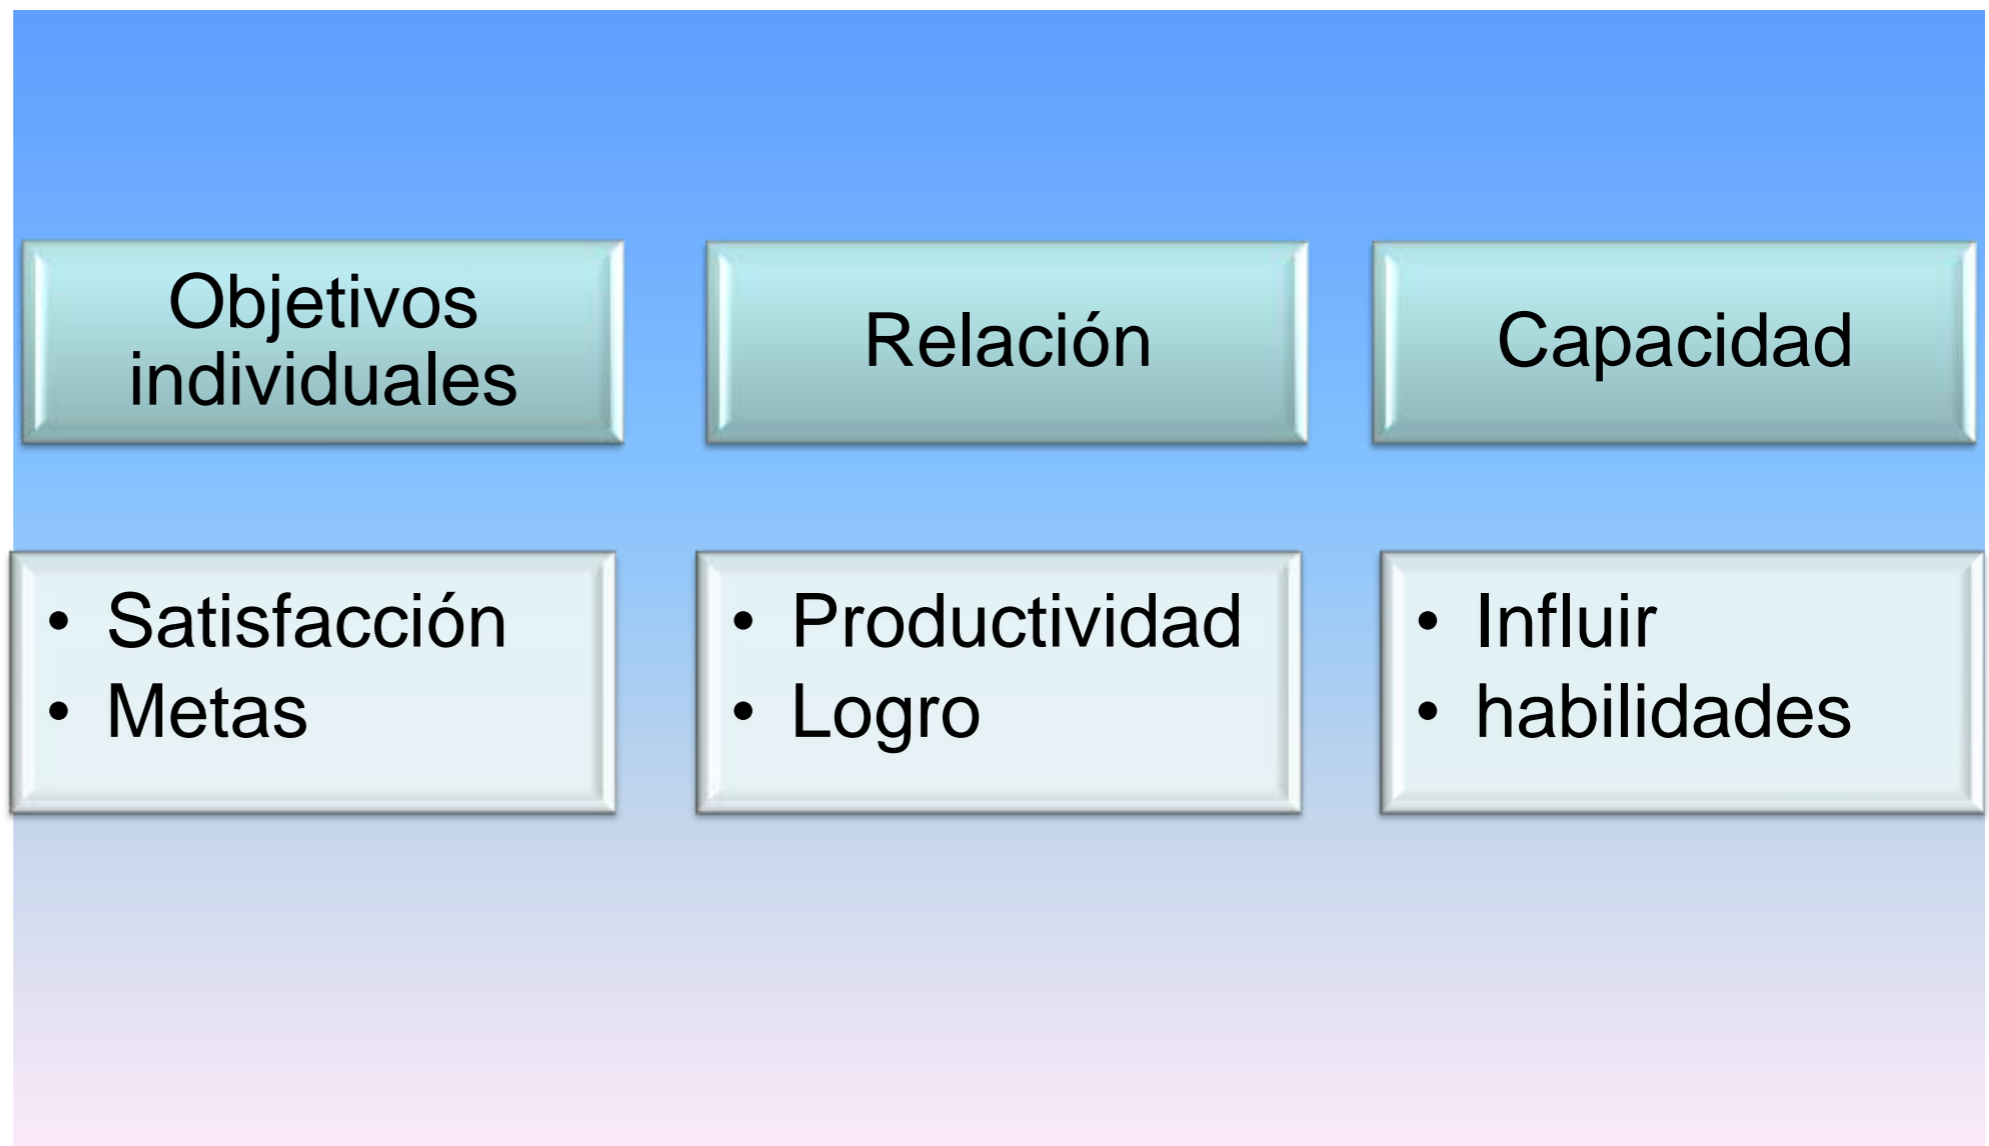 Objetivos
individuales
Relación
Capacidad
• Satisfacción
• Metas
• Productividad
• Logro
• Influir
• habilidades